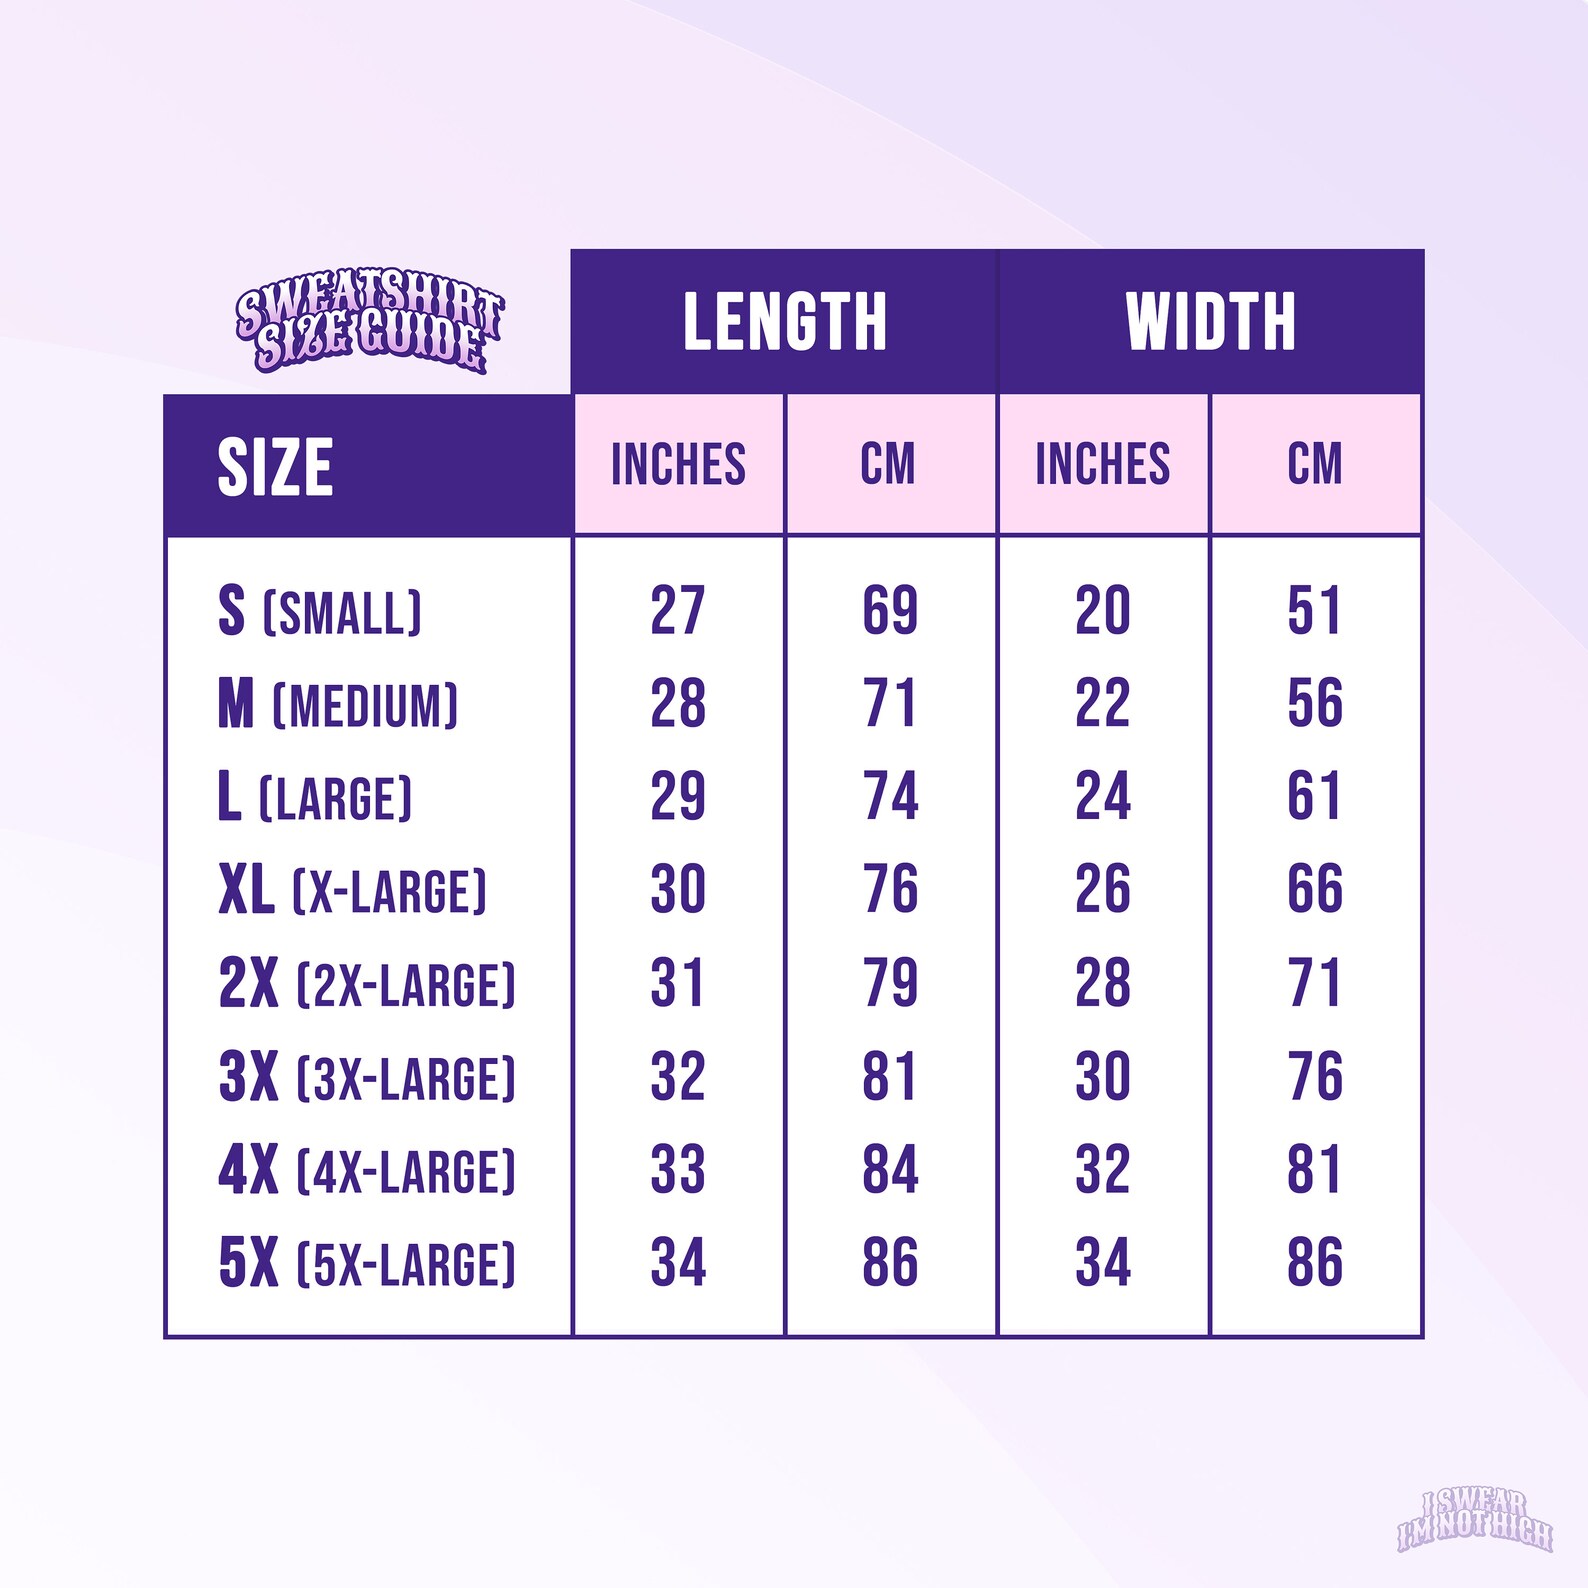 SWEATSHIRT
SIZE GUIDE
LENGTH WIDTH
SIZE INCHES CM INCHES CM
S (SMALL) 27 69 20 51
M (MEDIUM) 28 71 22 56
L (LARGE) 29 74 24 61
XL (X-LARGE) 30 76 26 66
2X (2X-LARGE) 31 79 28 71
3X (3X-LARGE) 32 81 30 76
4X (4X-LARGE) 33 84 32 81
5X (5X-LARGE) 34 86 34 86
I SWEAR
I'M NOT HIGH